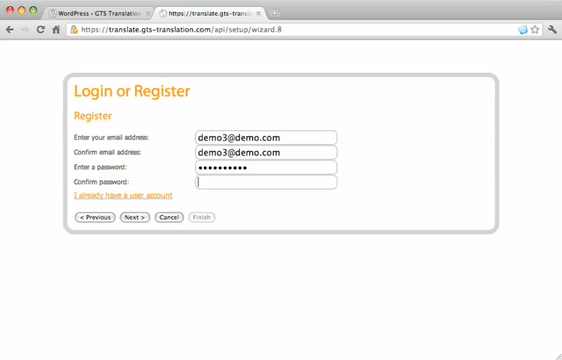 WordPress › GTS Translation
https://translate.gts-trans
https://translate.gts-translation.com/api/setup/wizard.8
Login or Register
Register
Enter your email address: demo3@demo.com
Confirm email address: demo3@demo.com
Enter a password: ••••••••••
Confirm password:
I already have a user account
< Previous Next > Cancel Finish